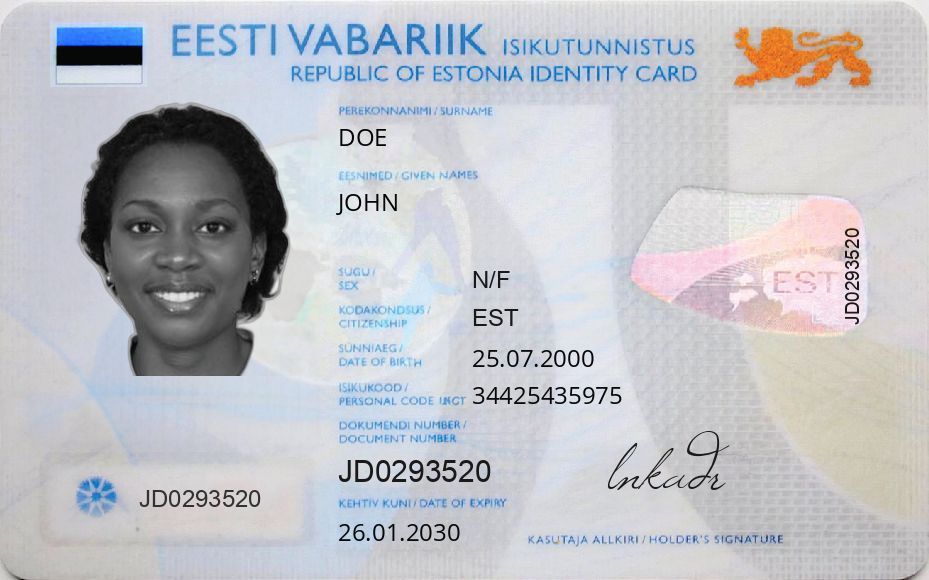 EESTI VABARIIK ISIKUTUNNISTUS
REPUBLIC OF ESTONIA IDENTITY CARD
PEREKONNANIMI / SURNAME
DOE
EESNIMED / GIVEN NAMES
JOHN
SUGU /
SEX
N/F
KODAKONDSUS /
CITIZENSHIP
EST
SÜNNIAEG /
DATE OF BIRTH
25.07.2000
ISIKUKOOD /
PERSONAL CODE
34425435975
DOKUMENDI NUMBER /
DOCUMENT NUMBER
JD0293520
KEHTIV KUNI / DATE OF EXPIRY
26.01.2030
JD0293520
EST
JD0293520
KASUTAJA ALLKIRI / HOLDER'S SIGNATURE